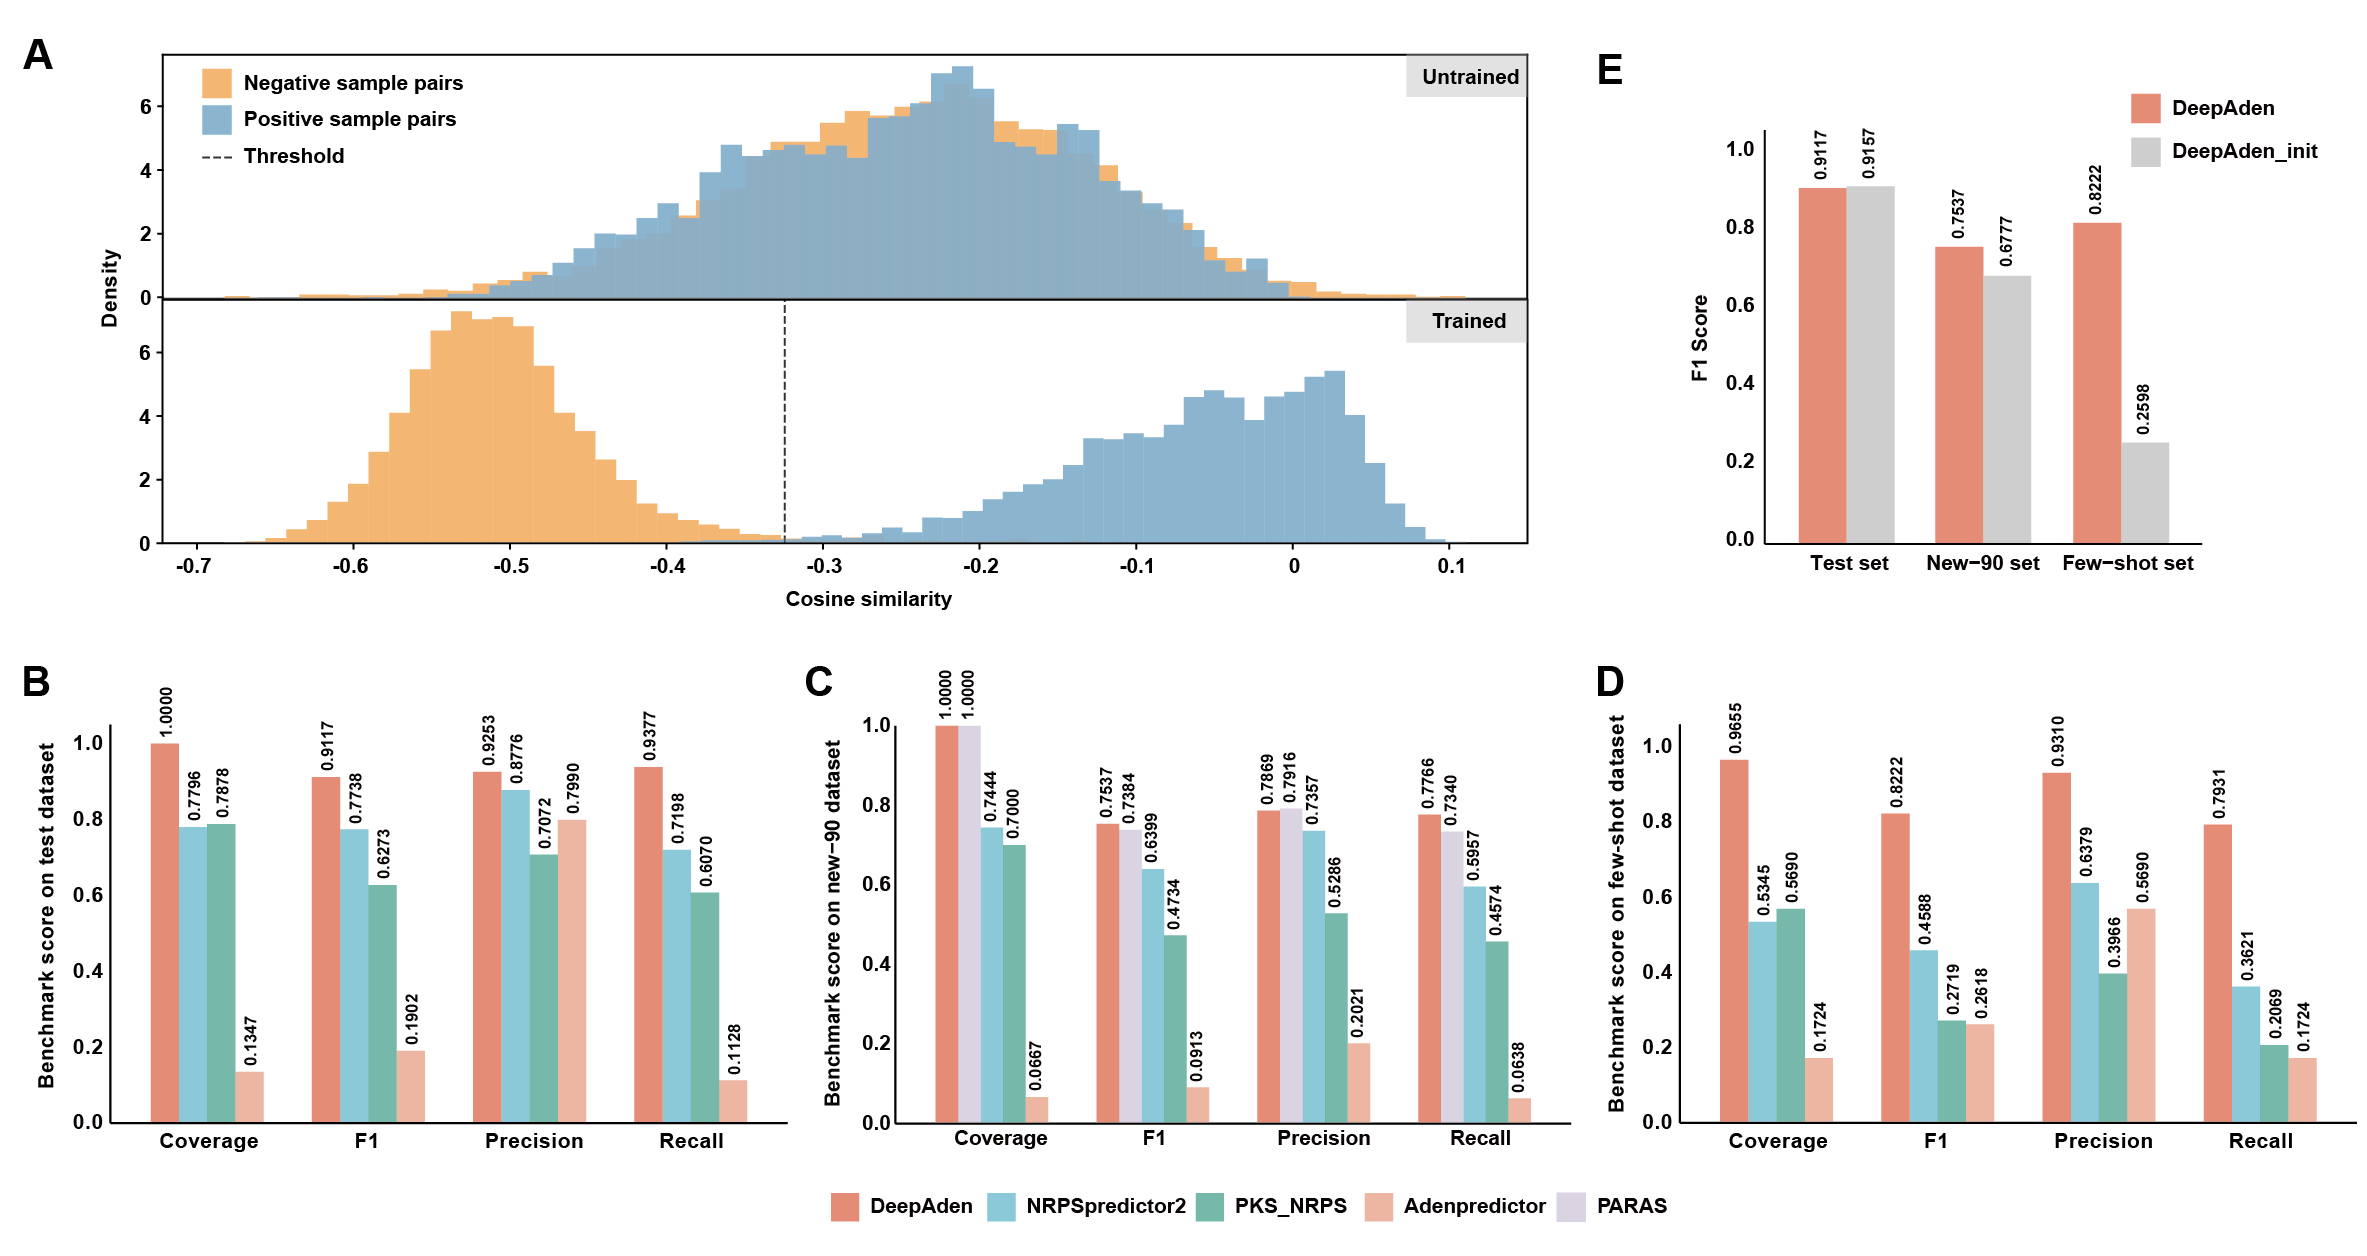 A
Negative sample pairs
Positive sample pairs
Threshold
Untrained
Trained
Density
6
4
2
0
6
4
2
0
-0.7
-0.6
-0.5
-0.4
-0.3
-0.2
-0.1
0
0.1
Cosine similarity
E
DeepAden
DeepAden_init
F1 Score
1.0
0.8
0.6
0.4
0.2
0.0
0.9117
0.9157
0.7537
0.6777
0.8222
0.2598
Test set
New−90 set
Few−shot set
B
Benchmark score on test dataset
1.0
0.8
0.6
0.4
0.2
0.0
1.0000
0.7796
0.7878
0.1347
0.9117
0.7738
0.6273
0.1902
0.9253
0.8776
0.7072
0.7990
0.9377
0.7198
0.6070
0.1128
Coverage
F1
Precision
Recall
C
Benchmark score on new−90 dataset
1.0
0.8
0.6
0.4
0.2
0.0
1.0000
1.0000
0.7444
0.7000
0.0667
0.7537
0.7384
0.6399
0.4734
0.0913
0.7869
0.7916
0.7357
0.5286
0.2021
0.7766
0.7340
0.5957
0.4574
0.0638
Coverage
F1
Precision
Recall
D
Benchmark score on few-shot dataset
1.0
0.8
0.6
0.4
0.2
0.0
0.9655
0.5345
0.5690
0.1724
0.8222
0.4588
0.2719
0.2618
0.9310
0.6379
0.3966
0.5690
0.7931
0.3621
0.2069
0.1724
Coverage
F1
Precision
Recall
DeepAden
NRPSpredictor2
PKS_NRPS
Adenpredictor
PARAS